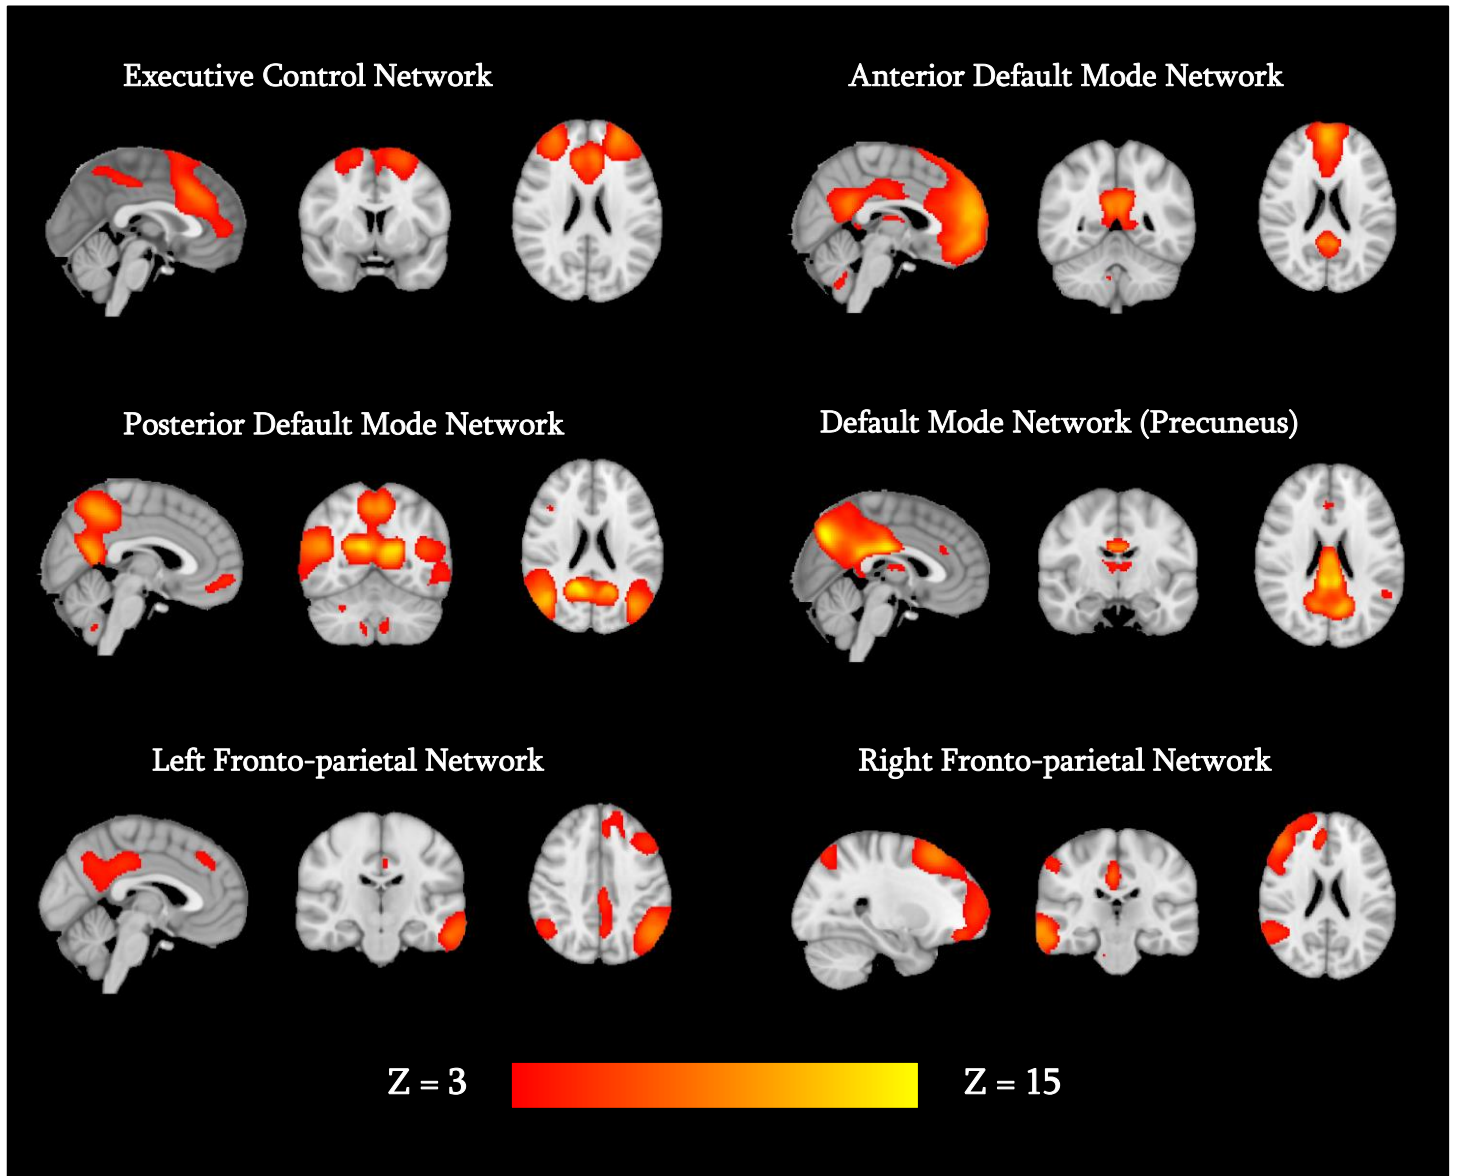 Executive Control Network
Anterior Default Mode Network
Posterior Default Mode Network
Default Mode Network (Precuneus)
Left Fronto-parietal Network
Right Fronto-parietal Network
Z = 3
Z = 15